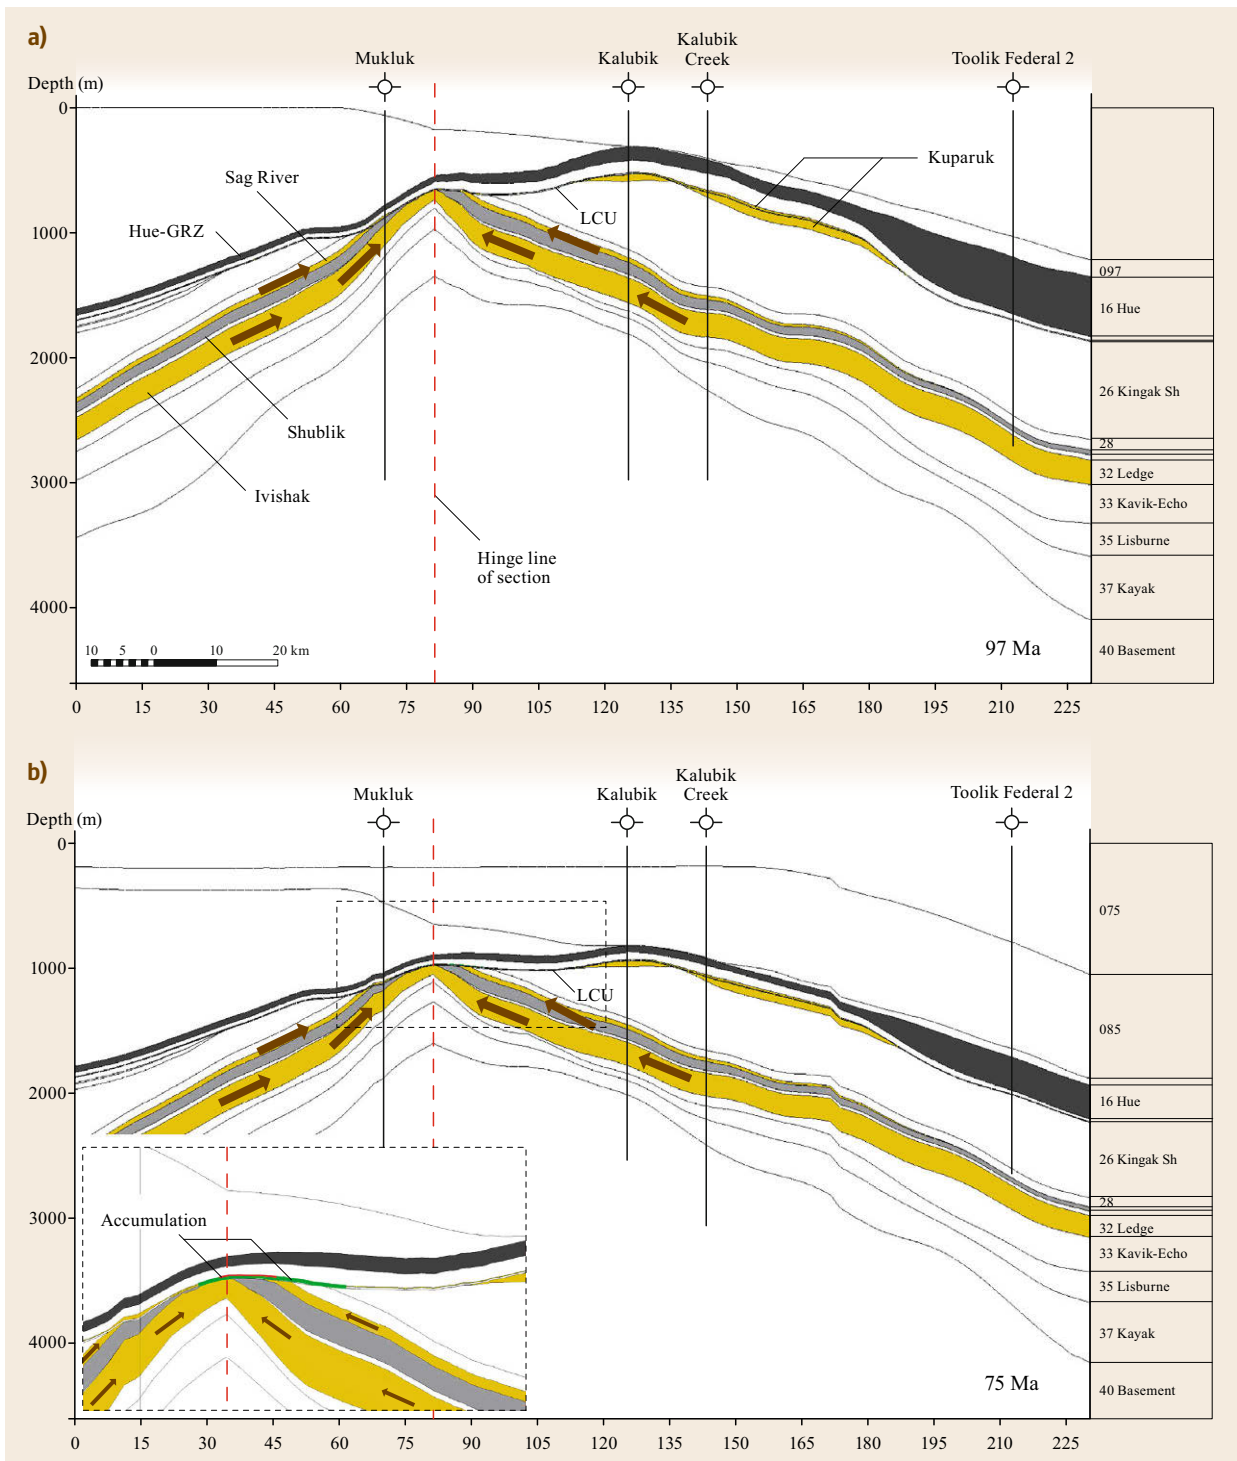 a)
Depth (m)
Mukluk
Kalubik
Kalubik
Creek
Toolik Federal 2
0
1000
2000
3000
4000
Sag River
Hue-GRZ
Kuparuk
LCU
Shublik
Ivishak
Hinge line
of section
10 5 0 10 20 km
97 Ma
097
16 Hue
26 Kingak Sh
28
32 Ledge
33 Kavik-Echo
35 Lisburne
37 Kayak
40 Basement
0 15 30 45 60 75 90 105 120 135 150 165 180 195 210 225
b)
Depth (m)
Mukluk
Kalubik
Kalubik
Creek
Toolik Federal 2
0
1000
2000
3000
4000
LCU
Accumulation
75 Ma
075
085
16 Hue
26 Kingak Sh
28
32 Ledge
33 Kavik-Echo
35 Lisburne
37 Kayak
40 Basement
0 15 30 45 60 75 90 105 120 135 150 165 180 195 210 225